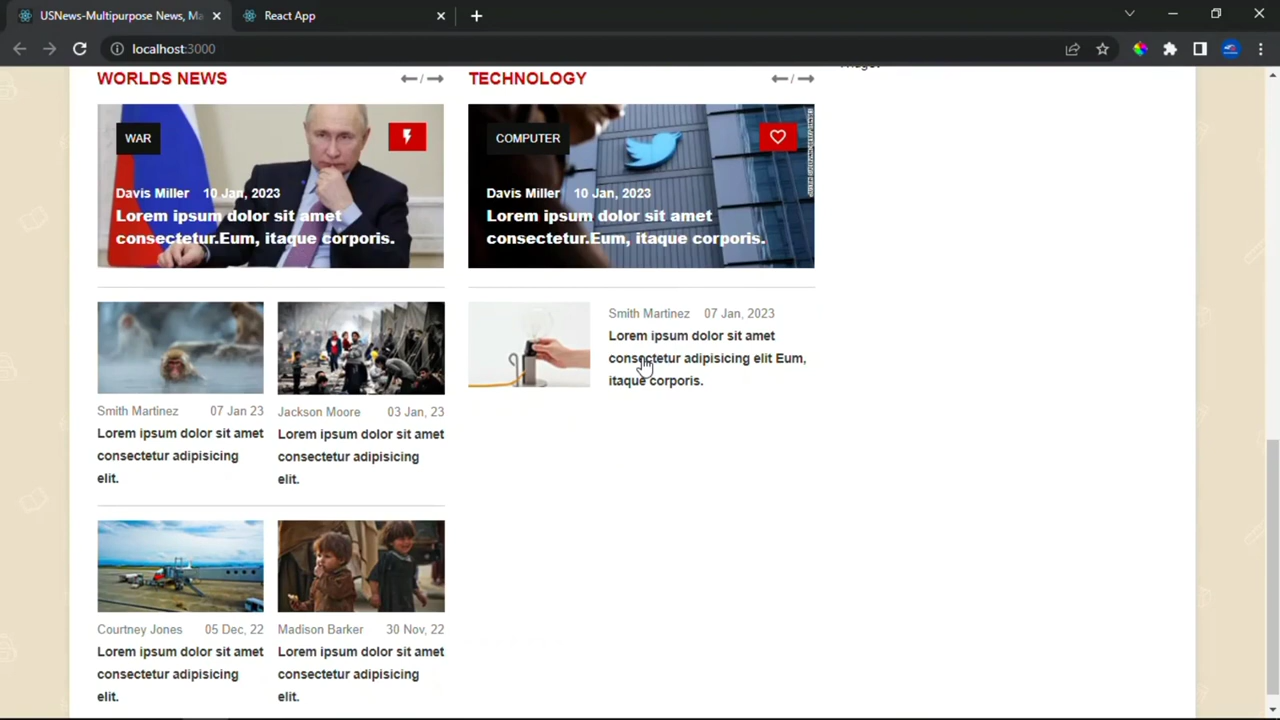 USNews-Multipurpose News, Ma
React App
localhost:3000
WORLDS NEWS
/
TECHNOLOGY
/
WAR
Davis Miller 10 Jan, 2023
Lorem ipsum dolor sit amet
consectetur.Eum, itaque corporis.
COMPUTER
Davis Miller 10 Jan, 2023
Lorem ipsum dolor sit amet
consectetur.Eum, itaque corporis.
Smith Martinez 07 Jan 23
Lorem ipsum dolor sit amet
consectetur adipisicing
elit.
Jackson Moore 03 Jan, 23
Lorem ipsum dolor sit amet
consectetur adipisicing
elit.
Smith Martinez 07 Jan, 2023
Lorem ipsum dolor sit amet
consectetur adipisicing elit Eum,
itaque corporis.
Courtney Jones 05 Dec, 22
Lorem ipsum dolor sit amet
consectetur adipisicing
elit.
Madison Barker 30 Nov, 22
Lorem ipsum dolor sit amet
consectetur adipisicing
elit.